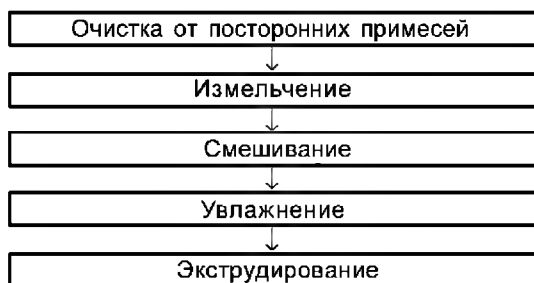 Очистка от посторонних примесей
Измельчение
Смешивание
Увлажнение
Экструдирование